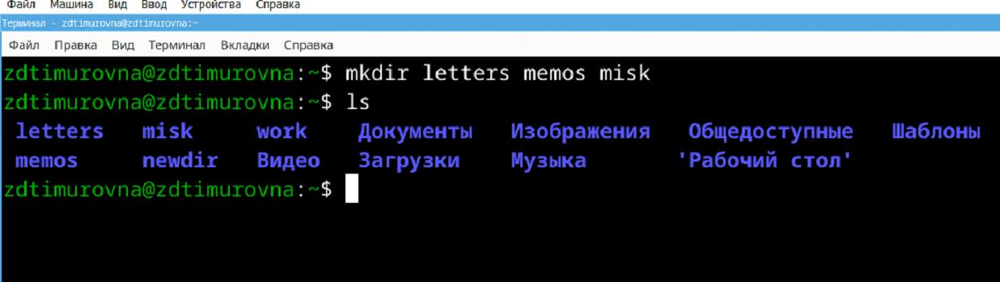 Файл Машина Вид Ввод Устройства Справка
Терминал - zdtimurovna@zdtimurovna:~
Файл Правка Вид Терминал Вкладки Справка
zdtimurovna@zdtimurovna:~$ mkdir letters memos misk
zdtimurovna@zdtimurovna:~$ ls
letters misk work Документы Изображения Общедоступные Шаблоны
memos newdir Видео Загрузки Музыка 'Рабочий стол'
zdtimurovna@zdtimurovna:~$